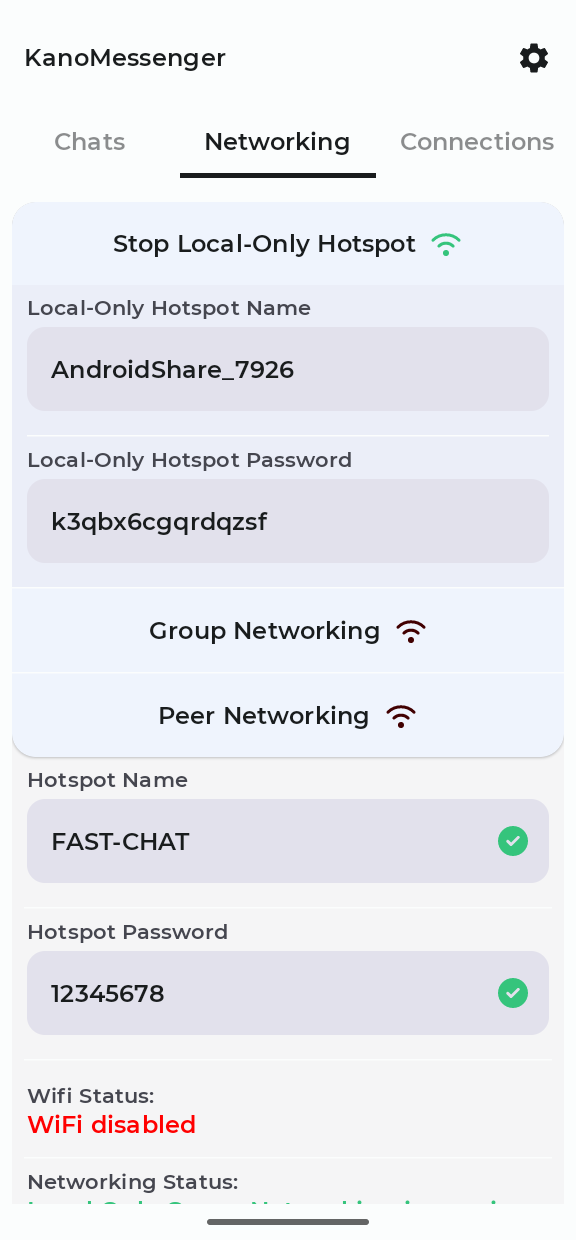 KanoMessenger
Chats Networking Connections
Stop Local-Only Hotspot
Local-Only Hotspot Name
AndroidShare_7926
Local-Only Hotspot Password
k3qbx6cgqrdqzsf
Group Networking
Peer Networking
Hotspot Name
FAST-CHAT
Hotspot Password
12345678
Wifi Status:
WiFi disabled
Networking Status: